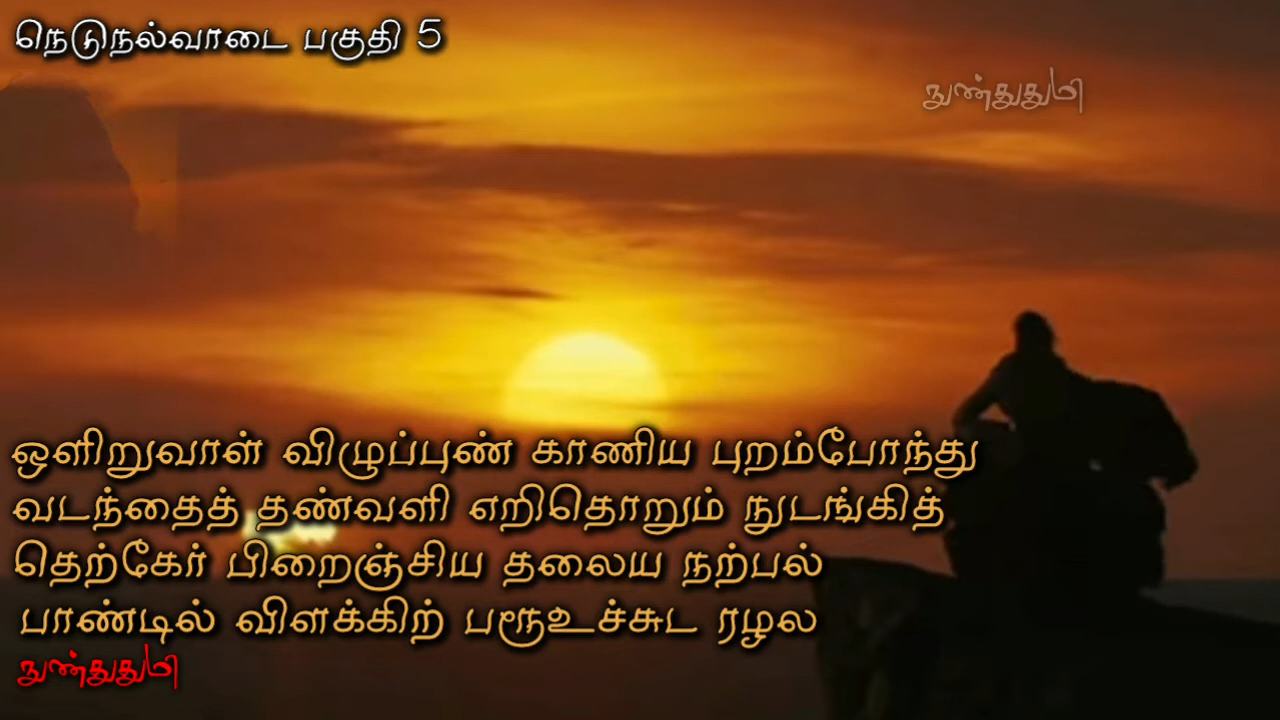 நெடுநல்வாடை பகுதி 5
நுண்துதுமி
ஒளிறுவாள் விழுப்புண் காணிய புறம்போந்து
வடந்தைத் தண்வளி எறிதொறும் நுடங்கித்
தெற்கேர் பிறைஞ்சிய தலைய நற்பல்
பாண்டில் விளக்கிற் பரூஉச்சுட ரழல
நுண்துதுமி